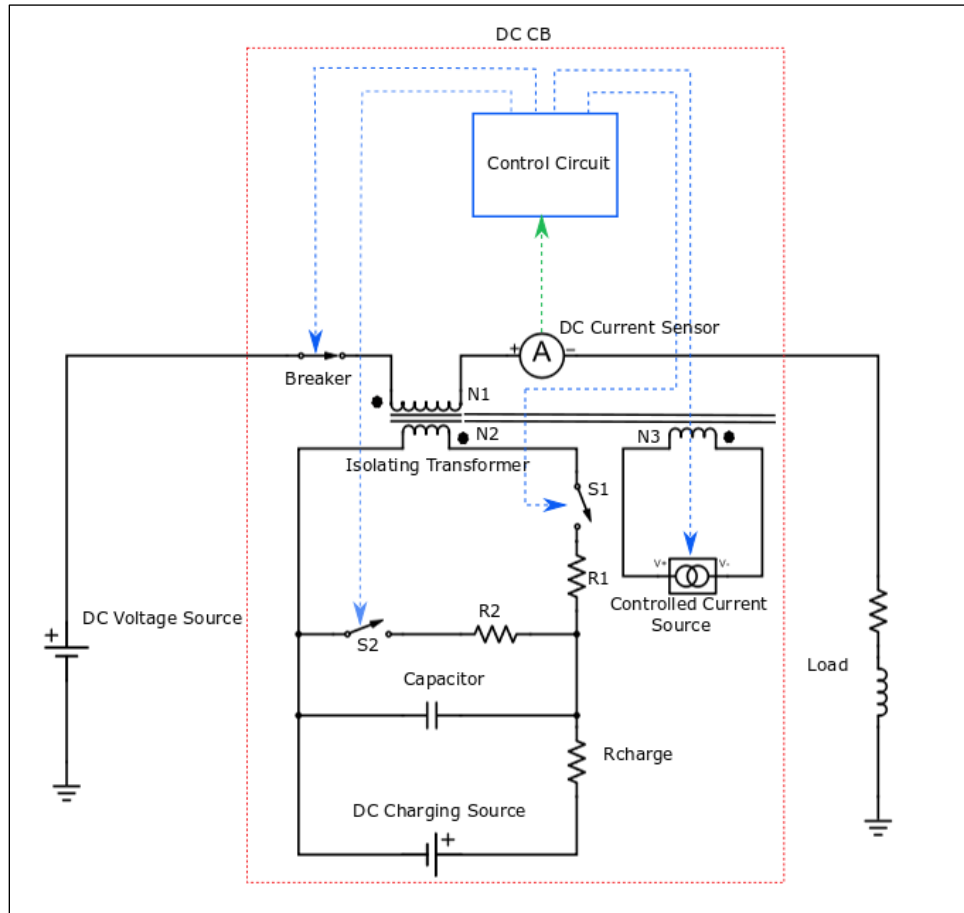 DC CB
Control Circuit
DC Current Sensor
+
A
−
Breaker
N1
N2
N3
Isolating Transformer
S1
V+
V-
R1
Controlled Current
Source
R2
+
DC Voltage Source
S2
Load
Capacitor
Rcharge
DC Charging Source
+